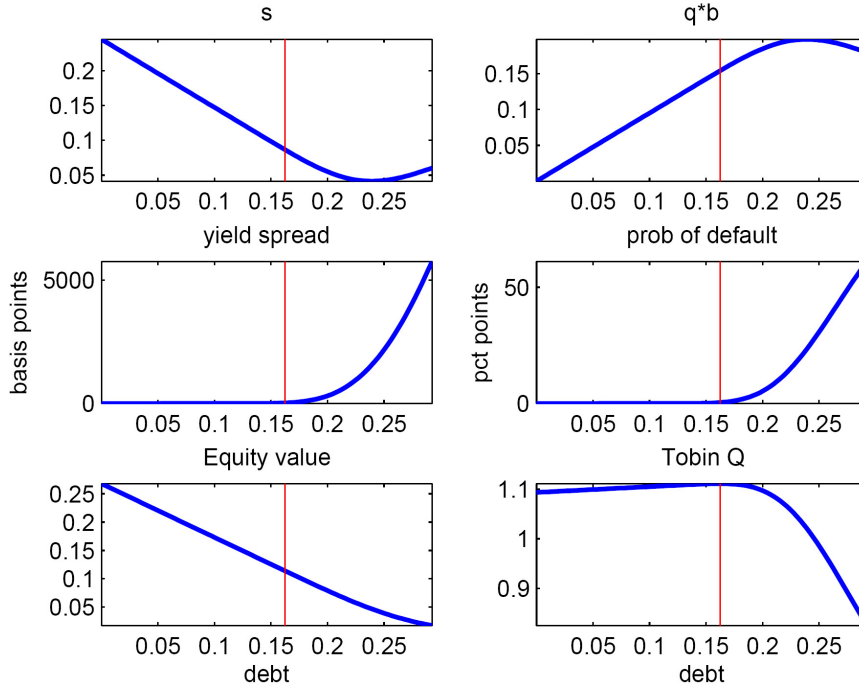 s
0.2
0.15
0.1
0.05
0.05 0.1 0.15 0.2 0.25
q*b
0.15
0.1
0.05
0.05 0.1 0.15 0.2 0.25
yield spread
basis points
5000
0
0.05 0.1 0.15 0.2 0.25
prob of default
pct points
50
0
0.05 0.1 0.15 0.2 0.25
Equity value
0.25
0.2
0.15
0.1
0.05
0.05 0.1 0.15 0.2 0.25
debt
Tobin Q
1.1
1
0.9
0.05 0.1 0.15 0.2 0.25
debt